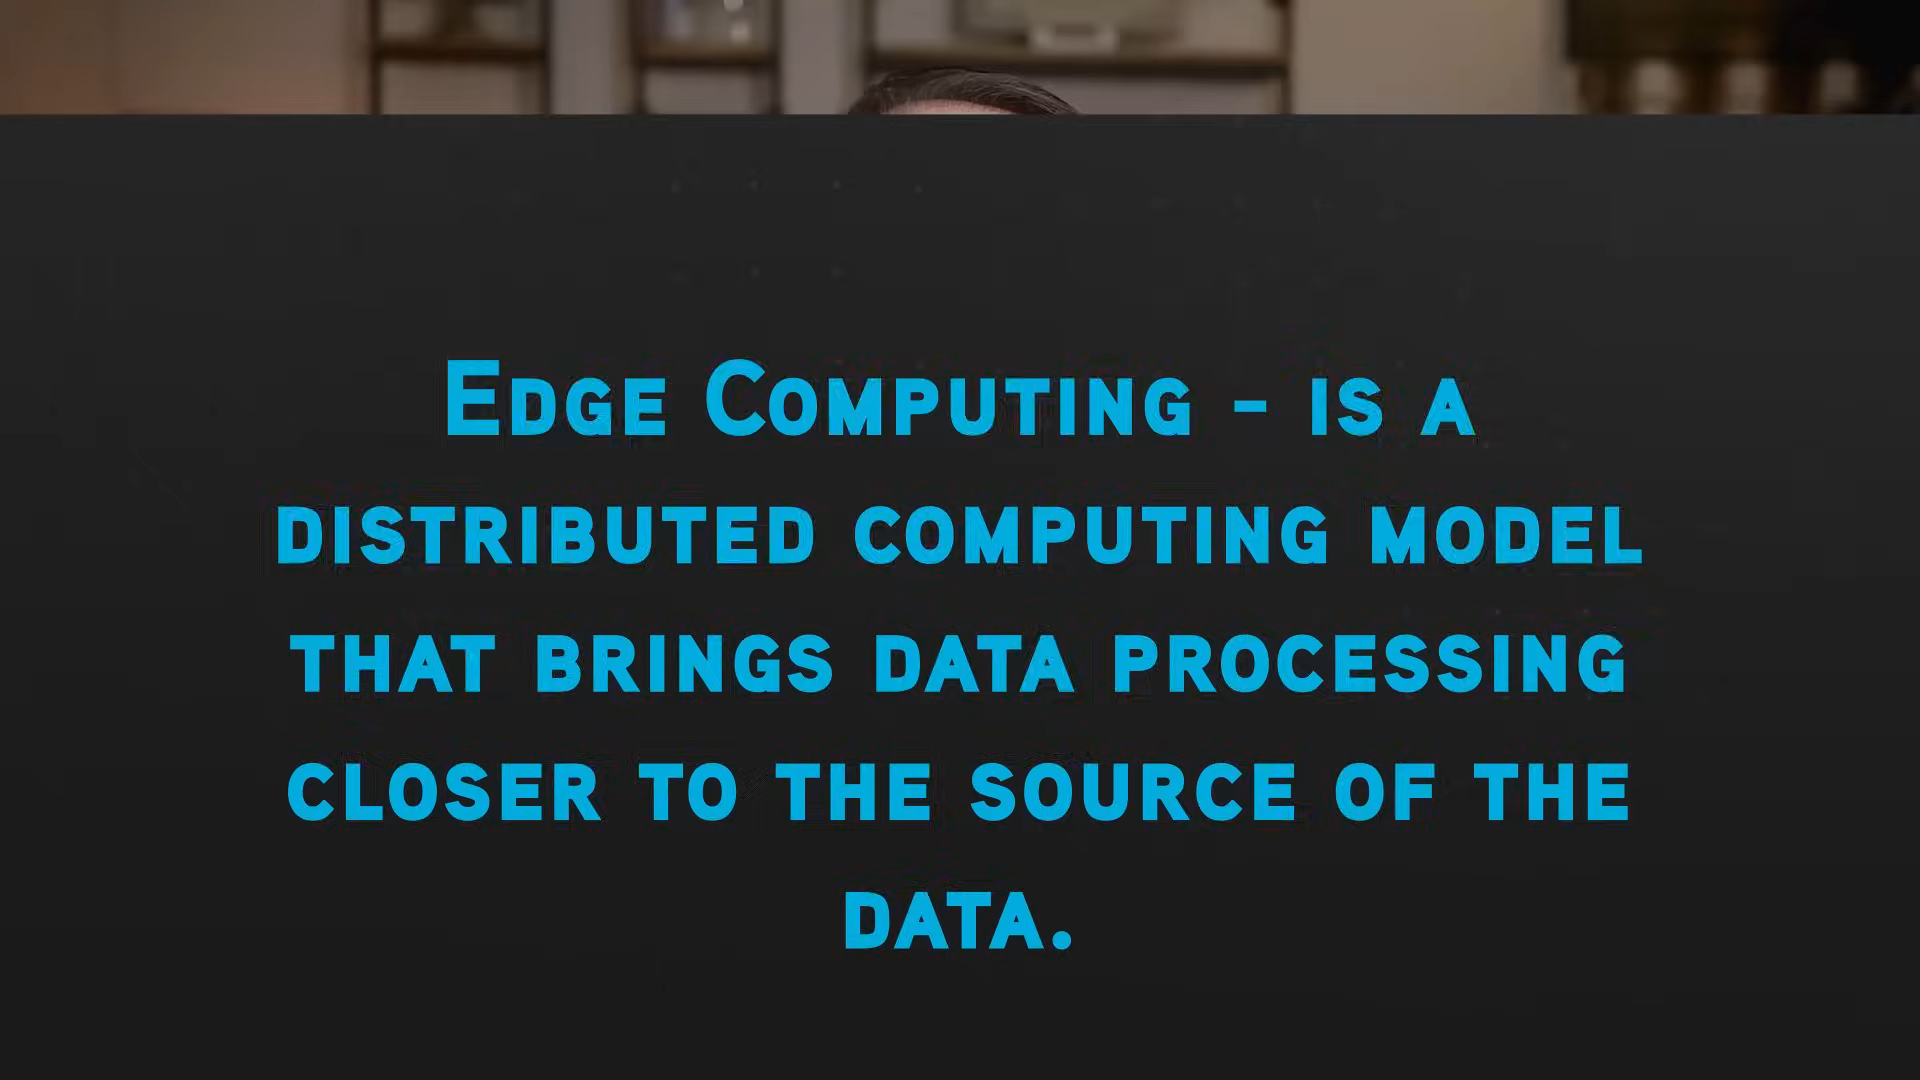 Edge Computing - is a
distributed computing model
that brings data processing
closer to the source of the
data.